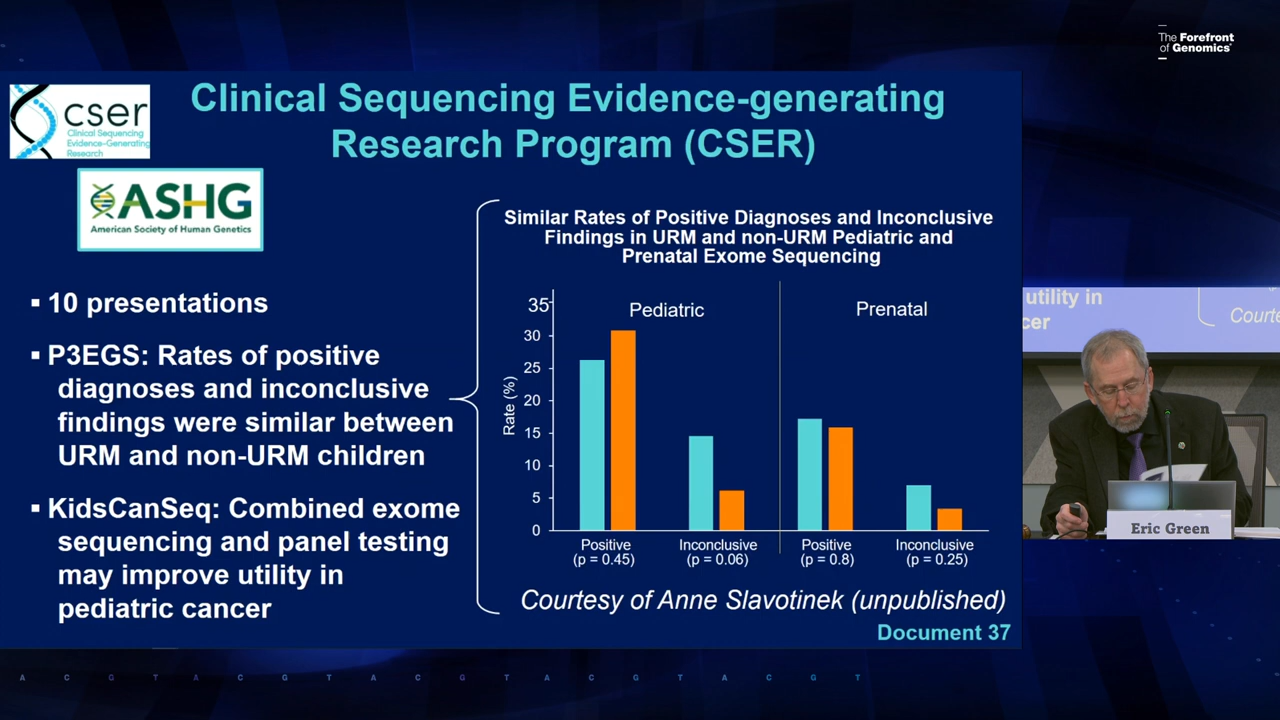 The Forefront
of Genomics®
cser
Clinical Sequencing
Evidence-Generating
Research
ASHG
American Society of Human Genetics
Clinical Sequencing Evidence-generating
Research Program (CSER)
▪ 10 presentations
▪ P3EGS: Rates of positive
diagnoses and inconclusive
findings were similar between
URM and non-URM children
▪ KidsCanSeq: Combined exome
sequencing and panel testing
may improve utility in
pediatric cancer
Similar Rates of Positive Diagnoses and Inconclusive
Findings in URM and non-URM Pediatric and
Prenatal Exome Sequencing
Pediatric
Prenatal
Rate (%)
35
30
25
20
15
10
5
0
Positive
(p = 0.45)
Inconclusive
(p = 0.06)
Positive
(p = 0.8)
Inconclusive
(p = 0.25)
Courtesy of Anne Slavotinek (unpublished)
Document 37
utility in
cer
Courte
Eric Green
A C G T A C G T A C G T A C G T